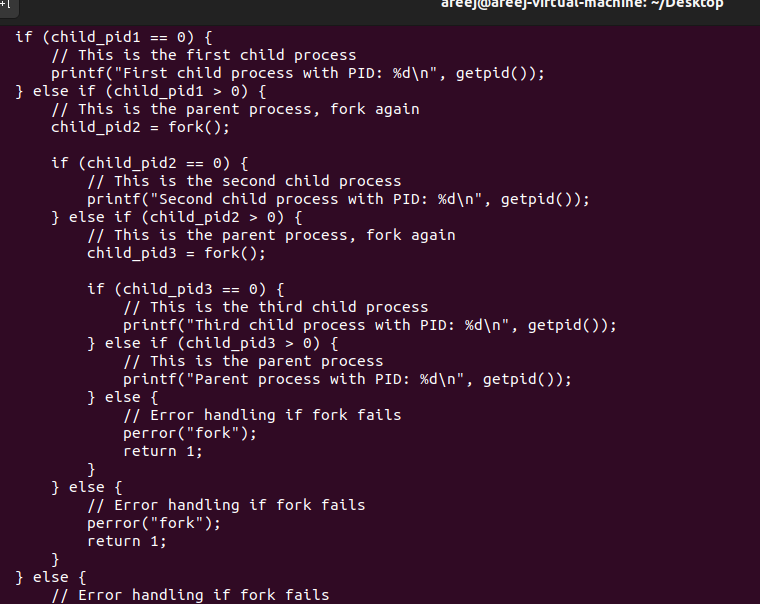 areej@areej-virtual-machine: ~/Desktop
if (child_pid1 == 0) {
    // This is the first child process
    printf("First child process with PID: %d\n", getpid());
} else if (child_pid1 > 0) {
    // This is the parent process, fork again
    child_pid2 = fork();

    if (child_pid2 == 0) {
        // This is the second child process
        printf("Second child process with PID: %d\n", getpid());
    } else if (child_pid2 > 0) {
        // This is the parent process, fork again
        child_pid3 = fork();

        if (child_pid3 == 0) {
            // This is the third child process
            printf("Third child process with PID: %d\n", getpid());
        } else if (child_pid3 > 0) {
            // This is the parent process
            printf("Parent process with PID: %d\n", getpid());
        } else {
            // Error handling if fork fails
            perror("fork");
            return 1;
        }
    } else {
        // Error handling if fork fails
        perror("fork");
        return 1;
    }
} else {
    // Error handling if fork fails